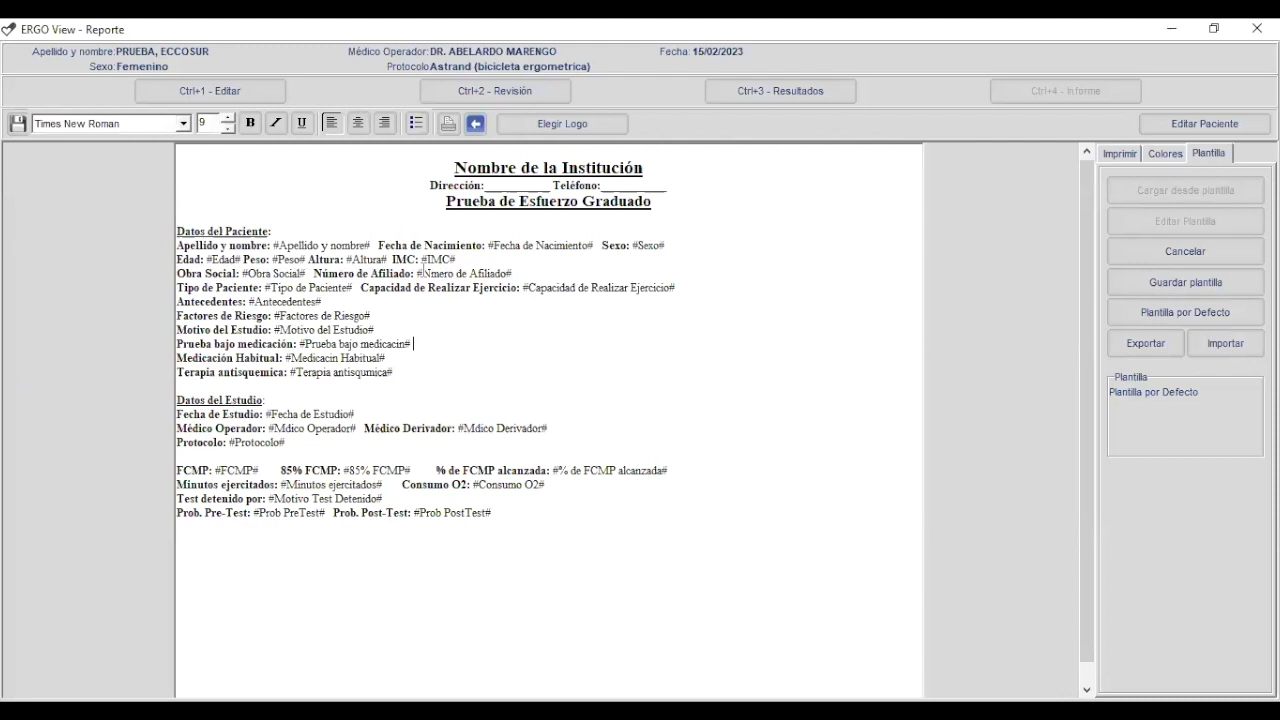 ERGO View - Reporte
Apellido y nombre:PRUEBA, ECCOSUR Médico Operador:DR. ABELARDO MARENGO Fecha: 15/02/2023
Sexo:Femenino Protocolo:Astrand (bicicleta ergometrica)
Ctrl+1 - Editar Ctrl+2 - Revisión Ctrl+3 - Resultados Ctrl+4 - Informe
Times New Roman 9 B I U Elegir Logo Editar Paciente
Imprimir Colores Plantilla
Nombre de la Institución
Dirección:__________ Teléfono:__________
Prueba de Esfuerzo Graduado
Datos del Paciente:
Apellido y nombre: #Apellido y nombre# Fecha de Nacimiento: #Fecha de Nacimiento# Sexo: #Sexo#
Edad: #Edad# Peso: #Peso# Altura: #Altura# IMC: #IMC#
Obra Social: #Obra Social# Número de Afiliado: #Nmero de Afiliado#
Tipo de Paciente: #Tipo de Paciente# Capacidad de Realizar Ejercicio: #Capacidad de Realizar Ejercicio#
Antecedentes: #Antecedentes#
Factores de Riesgo: #Factores de Riesgo#
Motivo del Estudio: #Motivo del Estudio#
Prueba bajo medicación: #Prueba bajo medicacin#
Medicación Habitual: #Medicacin Habitual#
Terapia antisquemica: #Terapia antisqumica#
Datos del Estudio:
Fecha de Estudio: #Fecha de Estudio#
Médico Operador: #Mdico Operador# Médico Derivador: #Mdico Derivador#
Protocolo: #Protocolo#
FCMP: #FCMP# 85% FCMP: #85% FCMP# % de FCMP alcanzada: #% de FCMP alcanzada#
Minutos ejercitados: #Minutos ejercitados# Consumo O2: #Consumo O2#
Test detenido por: #Motivo Test Detenido#
Prob. Pre-Test: #Prob PreTest# Prob. Post-Test: #Prob PostTest#
Cargar desde plantilla
Editar Plantilla
Cancelar
Guardar plantilla
Plantilla por Defecto
Exportar Importar
Plantilla
Plantilla por Defecto